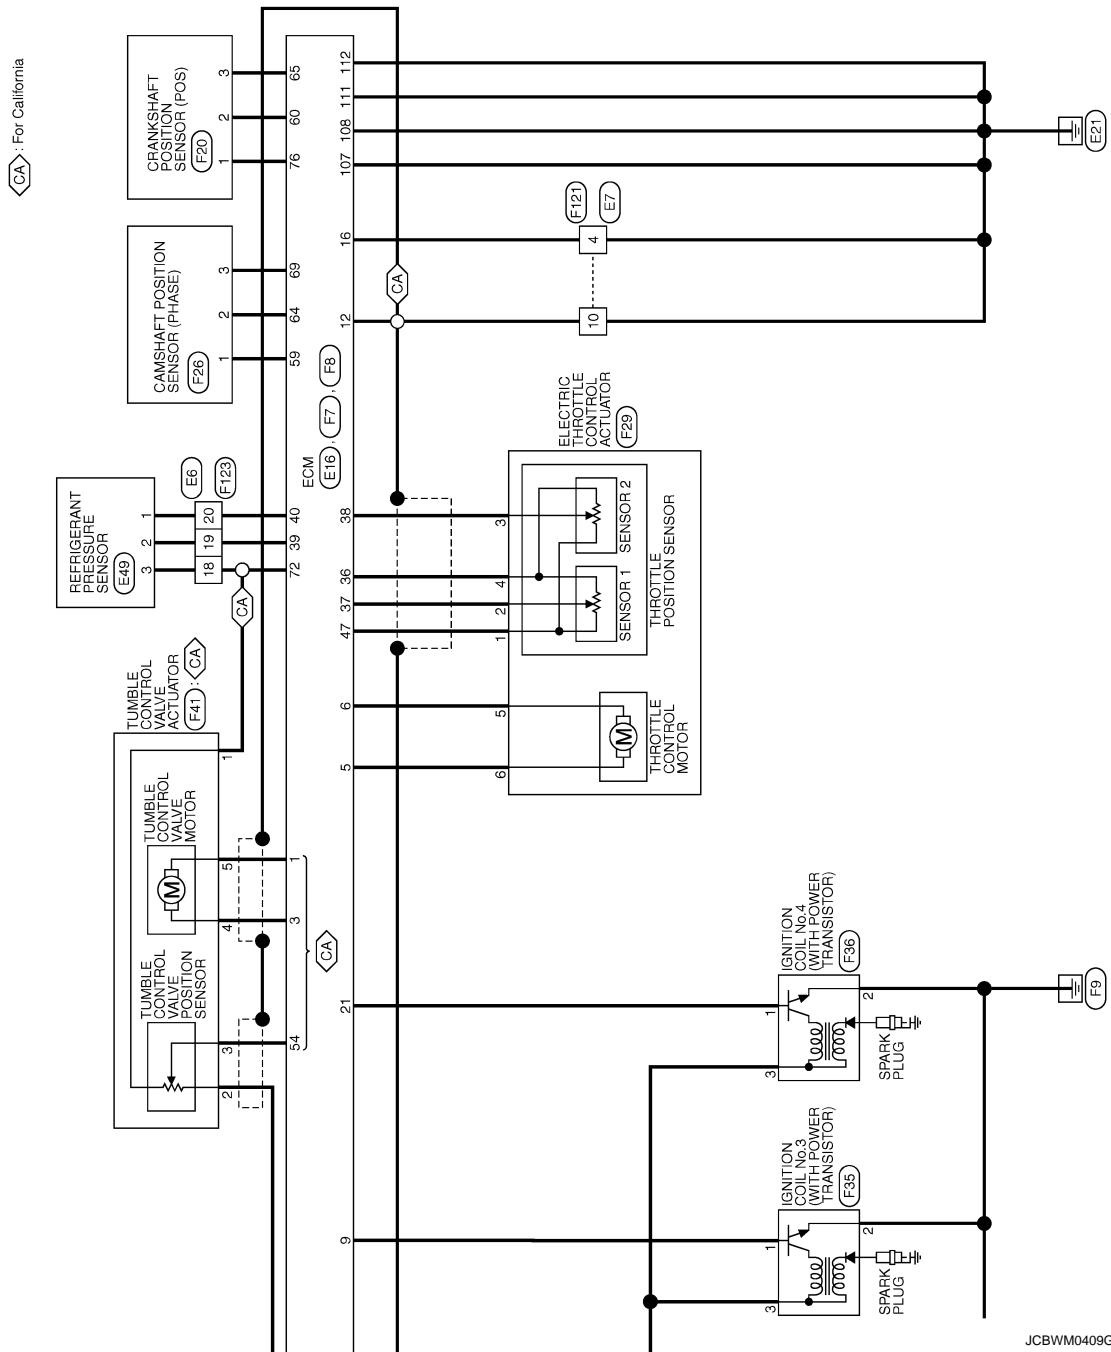 CA : For California
CRANKSHAFT
POSITION
SENSOR (POS)
F20
3
2
1
65
60
76
CAMSHAFT POSITION
SENSOR (PHASE)
F26
3
2
1
69
64
59
REFRIGERANT
PRESSURE
SENSOR
E49
1
2
3
E6
F123
20
19
18
40
39
72
CA
TUMBLE
CONTROL
VALVE
ACTUATOR
F41 : CA
1
TUMBLE
CONTROL
VALVE
MOTOR
M
5
4
1
3
TUMBLE
CONTROL
VALVE
POSITION
SENSOR
3
2
54
CA
ECM
E16 , F7 , F8
112
111
108
107
16
12
CA
F121
E7
4
10
E21
38
36
37
47
6
5
3
4
2
1
5
6
ELECTRIC
THROTTLE
CONTROL
ACTUATOR
F29
SENSOR 2
SENSOR 1
THROTTLE
POSITION SENSOR
M
THROTTLE
CONTROL
MOTOR
21
9
IGNITION
COIL No.4
(WITH POWER
TRANSISTOR)
F36
1
2
3
SPARK
PLUG
F9
IGNITION
COIL No.3
(WITH POWER
TRANSISTOR)
F35
1
2
3
SPARK
PLUG
JCBWM0409G